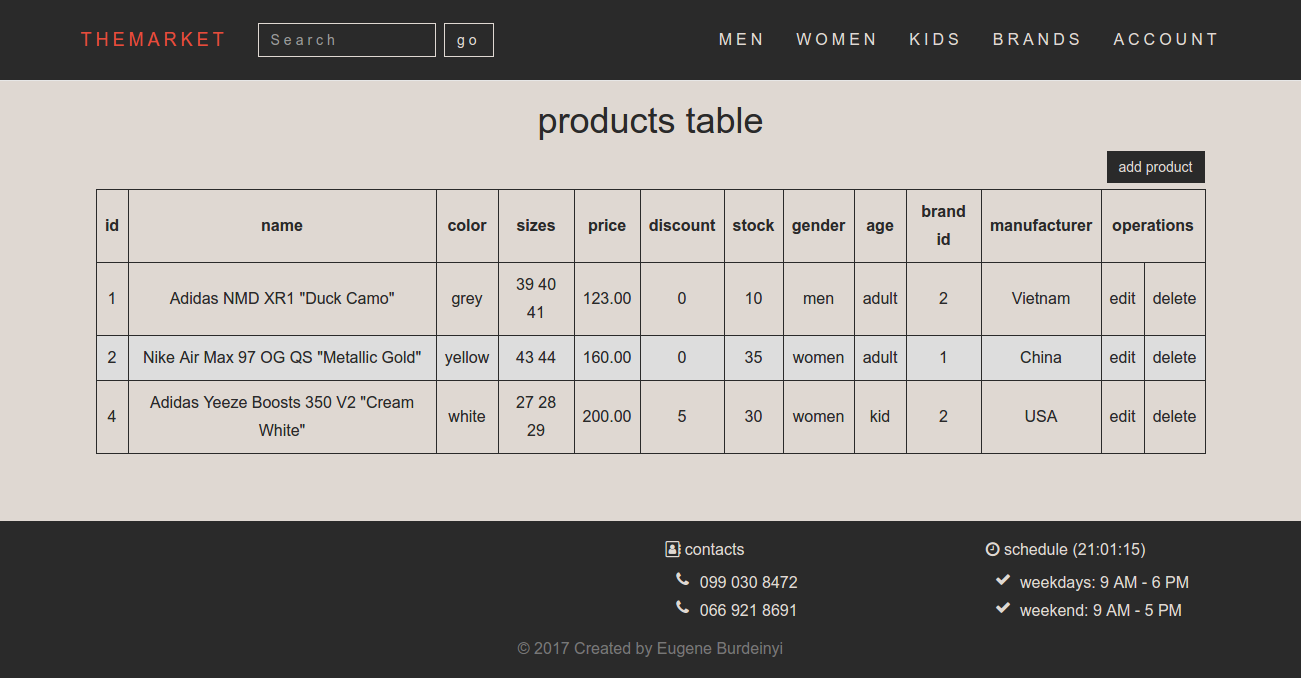 THEMARKET Search go MEN WOMEN KIDS BRANDS ACCOUNT
products table
add product
id name color sizes price discount stock gender age brand id manufacturer operations
1 Adidas NMD XR1 "Duck Camo" grey 39 40 41 123.00 0 10 men adult 2 Vietnam edit delete
2 Nike Air Max 97 OG QS "Metallic Gold" yellow 43 44 160.00 0 35 women adult 1 China edit delete
4 Adidas Yeeze Boosts 350 V2 "Cream White" white 27 28 29 200.00 5 30 women kid 2 USA edit delete
contacts
099 030 8472
066 921 8691
schedule (21:01:15)
weekdays: 9 AM - 6 PM
weekend: 9 AM - 5 PM
© 2017 Created by Eugene Burdeinyi